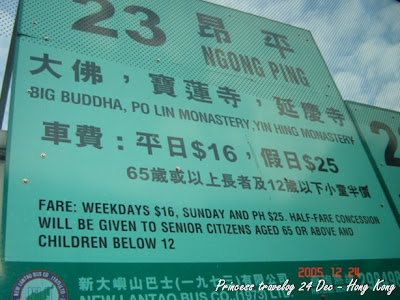 23 昂平
NGONG PING
大佛，寶蓮寺，延慶寺
BIG BUDDHA, PO LIN MONASTERY, YIN HING MONASTERY
車費：平日$16，假日$25
65歲或以上長者及12歲以下小童半價
FARE: WEEKDAYS $16, SUNDAY AND PH $25. HALF-FARE CONCESSION
WILL BE GIVEN TO SENIOR CITIZENS AGED 65 OR ABOVE AND
CHILDREN BELOW 12
2005 12 24
新大嶼山巴士(一九七三)有限公司
NEW LANTAO BUS CO. (1973) LTD
Princess travelog 24 Dec - Hong Kong
2